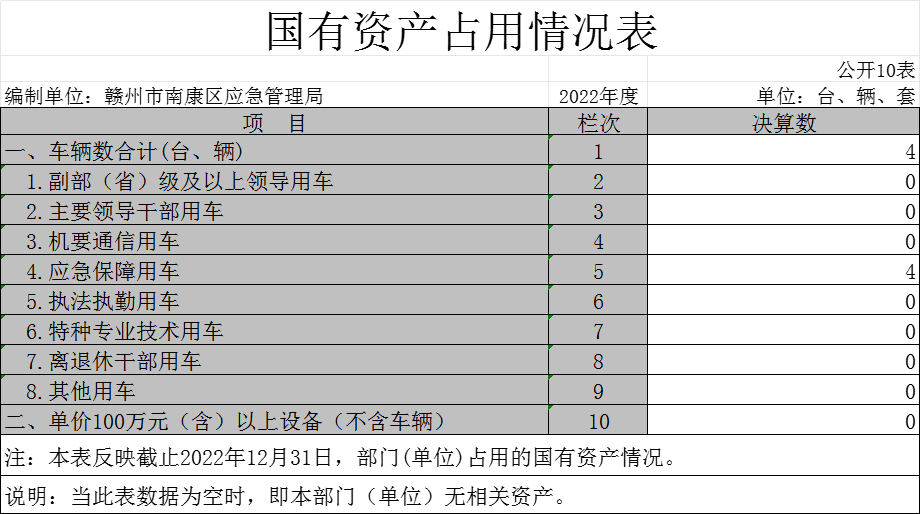 国有资产占用情况表
公开10表
编制单位：赣州市南康区应急管理局 2022年度 单位：台、辆、套
项 目 栏次 决算数
一、车辆数合计(台、辆) 1 4
1.副部（省）级及以上领导用车 2 0
2.主要领导干部用车 3 0
3.机要通信用车 4 0
4.应急保障用车 5 4
5.执法执勤用车 6 0
6.特种专业技术用车 7 0
7.离退休干部用车 8 0
8.其他用车 9 0
二、单价100万元（含）以上设备（不含车辆） 10 0
注：本表反映截止2022年12月31日，部门(单位)占用的国有资产情况。
说明：当此表数据为空时，即本部门（单位）无相关资产。